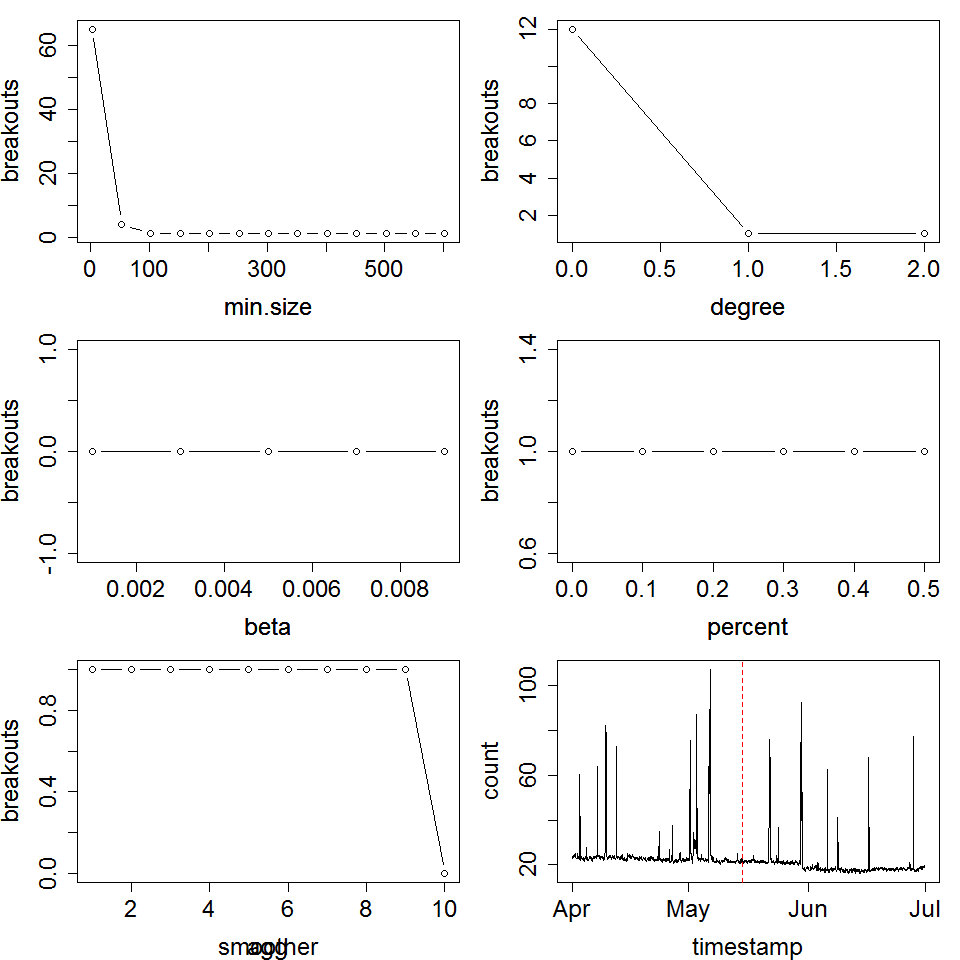 breakouts
0 20 40 60
0 100 300 500
min.size
breakouts
2 4 6 8 12
0.0 0.5 1.0 1.5 2.0
degree
breakouts
-1.0 0.0 1.0
0.002 0.004 0.006 0.008
beta
breakouts
0.6 1.0 1.4
0.0 0.1 0.2 0.3 0.4 0.5
percent
breakouts
0.0 0.4 0.8
2 4 6 8 10
count
20 60 100
Apr May Jun Jul
timestamp